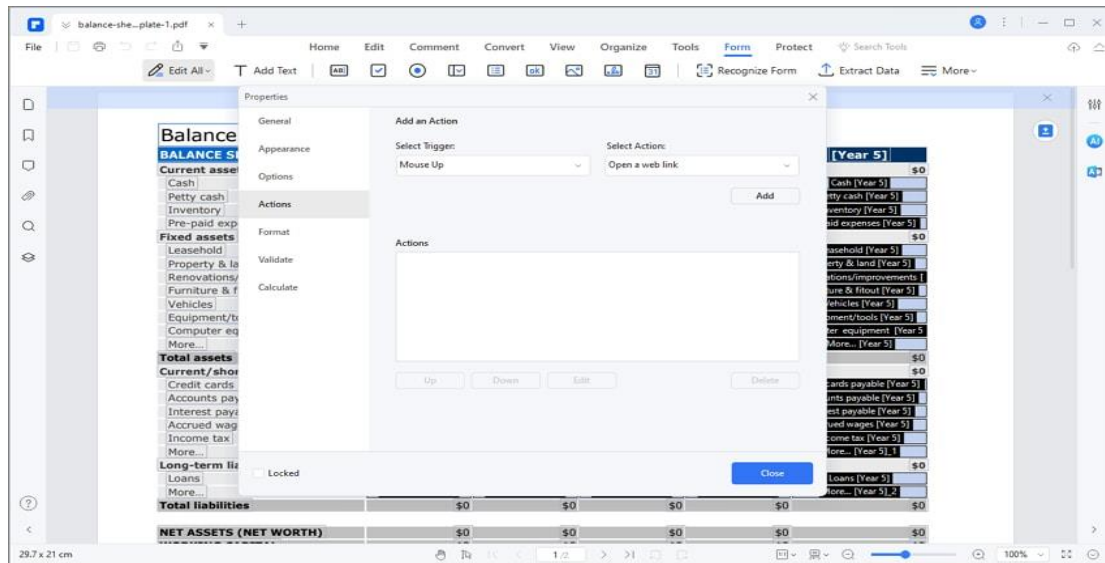 balance-she...plate-1.pdf
File Home Edit Comment Convert View Organize Tools Form Protect Search Tools
Edit All Add Text AB OK 31 Recognize Form Extract Data More
Properties
General
Appearance
Options
Actions
Format
Validate
Calculate
Add an Action
Select Trigger: Select Action:
Mouse Up Open a web link
Add
Actions
Up Down Edit Delete
Locked Close
Balance
BALANCE [Year 5]
Current asse $0
Cash Cash [Year 5]
Petty cash etty cash [Year 5]
Inventory ventory [Year 5]
Pre-paid exp aid expenses [Year 5]
Fixed assets $0
Leasehold easehold [Year 5]
Property & la erty & land [Year 5]
Renovations/ ations/improvements [
Furniture & f ture & fitout [Year 5]
Vehicles ehicles [Year 5]
Equipment/to pment/tools [Year 5]
Computer eq ter equipment [Year 5
More... More... [Year 5]
Total assets $0
Current/shor $0
Credit cards cards payable [Year 5]
Accounts pay unts payable [Year 5]
Interest paya est payable [Year 5]
Accrued wag rued wages [Year 5]
Income tax come tax [Year 5]
More... ore... [Year 5]_1
Long-term lia $0
Loans Loans [Year 5]
More... ore... [Year 5]_2
Total liabilities $0 $0 $0 $0 $0
NET ASSETS (NET WORTH) $0 $0 $0 $0 $0
29.7 x 21 cm 1 /2 100%